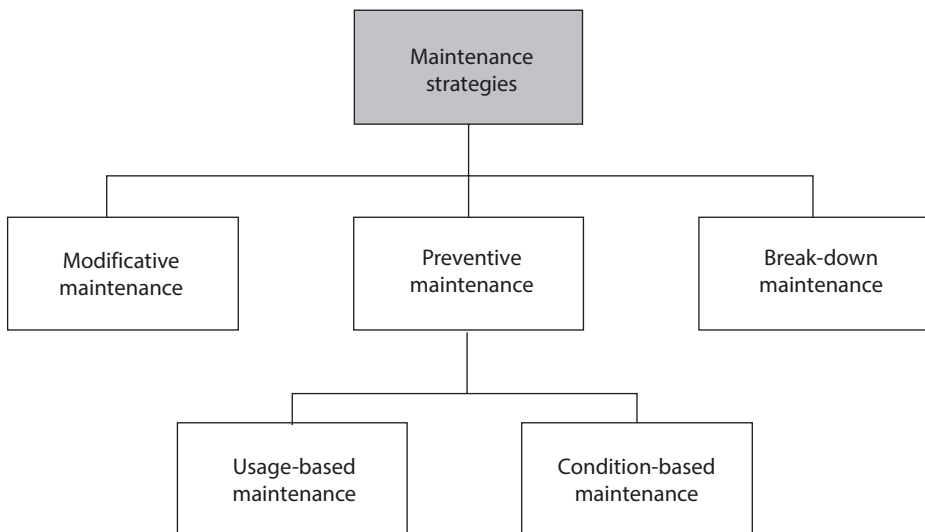 Maintenance
strategies
Modificative
maintenance
Preventive
maintenance
Break-down
maintenance
Usage-based
maintenance
Condition-based
maintenance